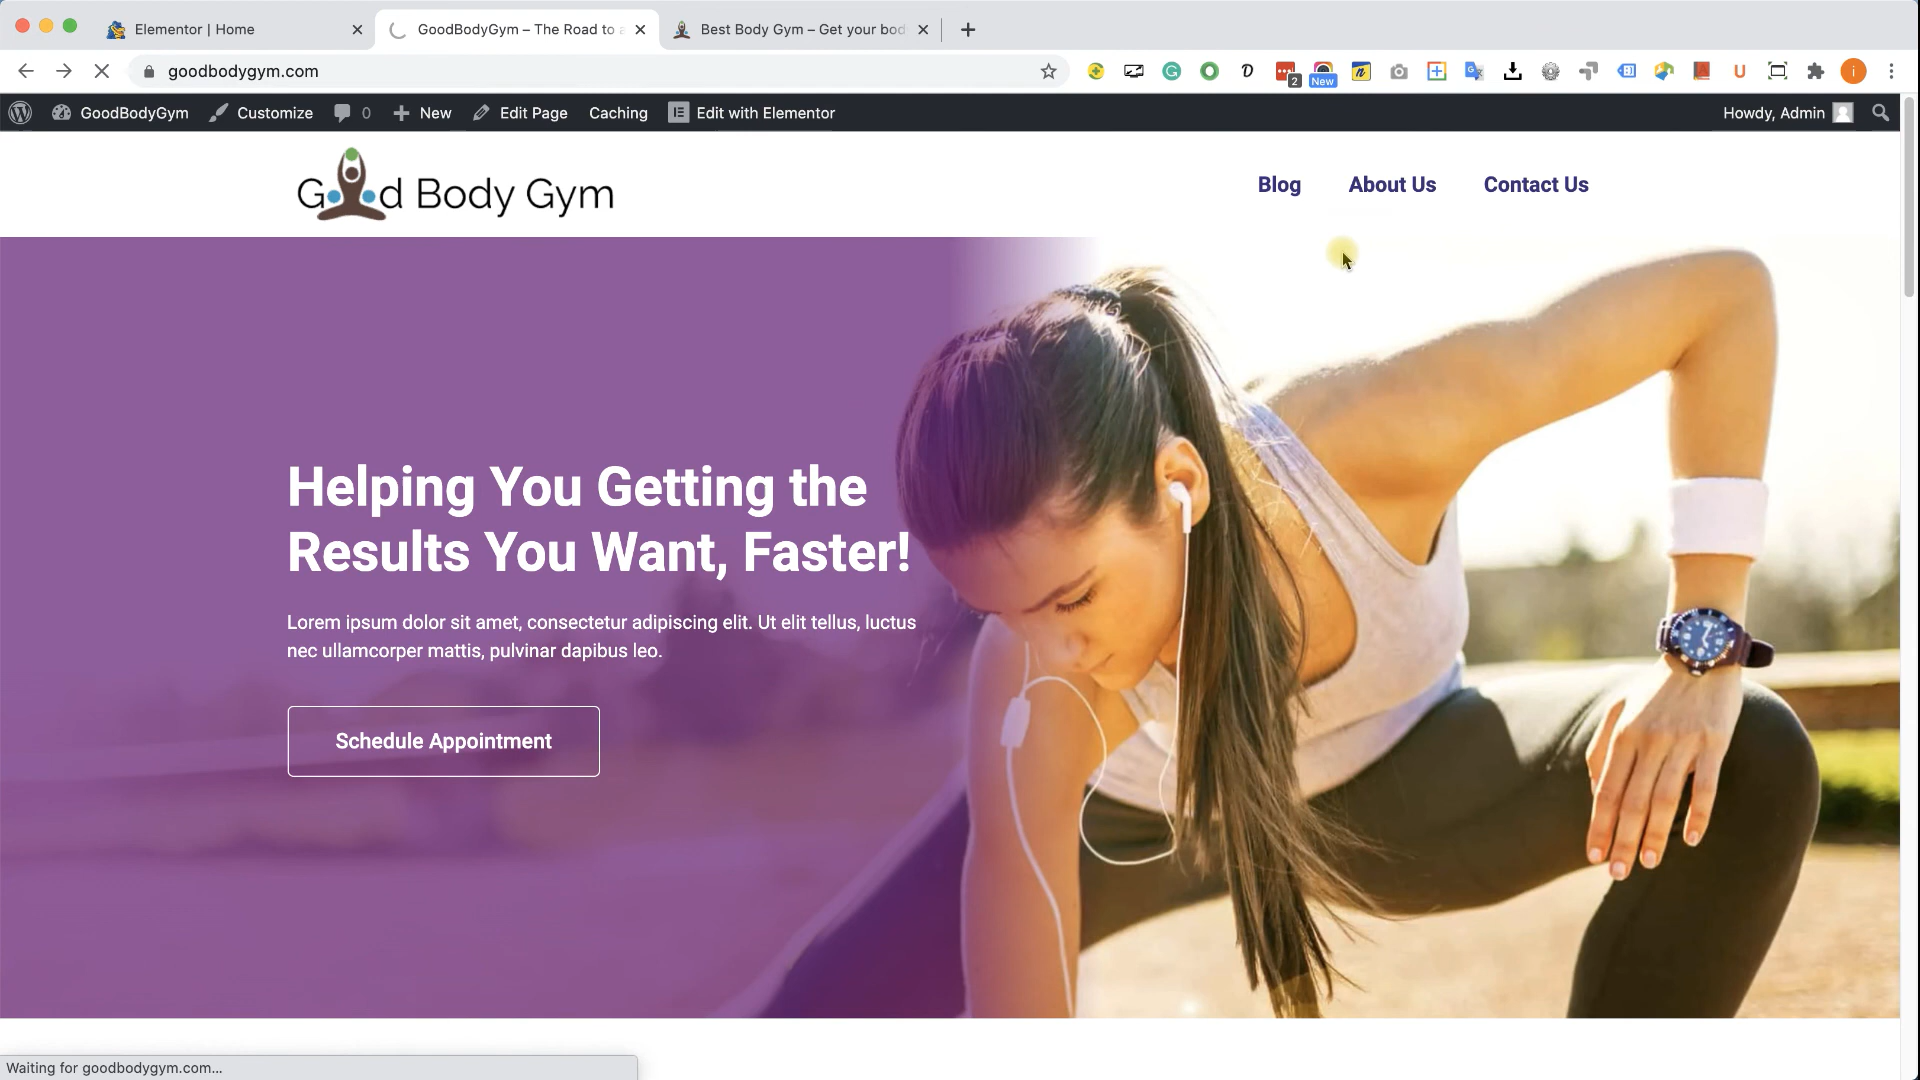 Elementor | Home
GoodBodyGym – The Road to a
Best Body Gym – Get your bod
goodbodygym.com
2
New
GoodBodyGym
Customize
0
New
Edit Page
Caching
Edit with Elementor
Howdy, Admin
Good Body Gym
Blog
About Us
Contact Us
Helping You Getting the
Results You Want, Faster!
Lorem ipsum dolor sit amet, consectetur adipiscing elit. Ut elit tellus, luctus
nec ullamcorper mattis, pulvinar dapibus leo.
Schedule Appointment
Waiting for goodbodygym.com...